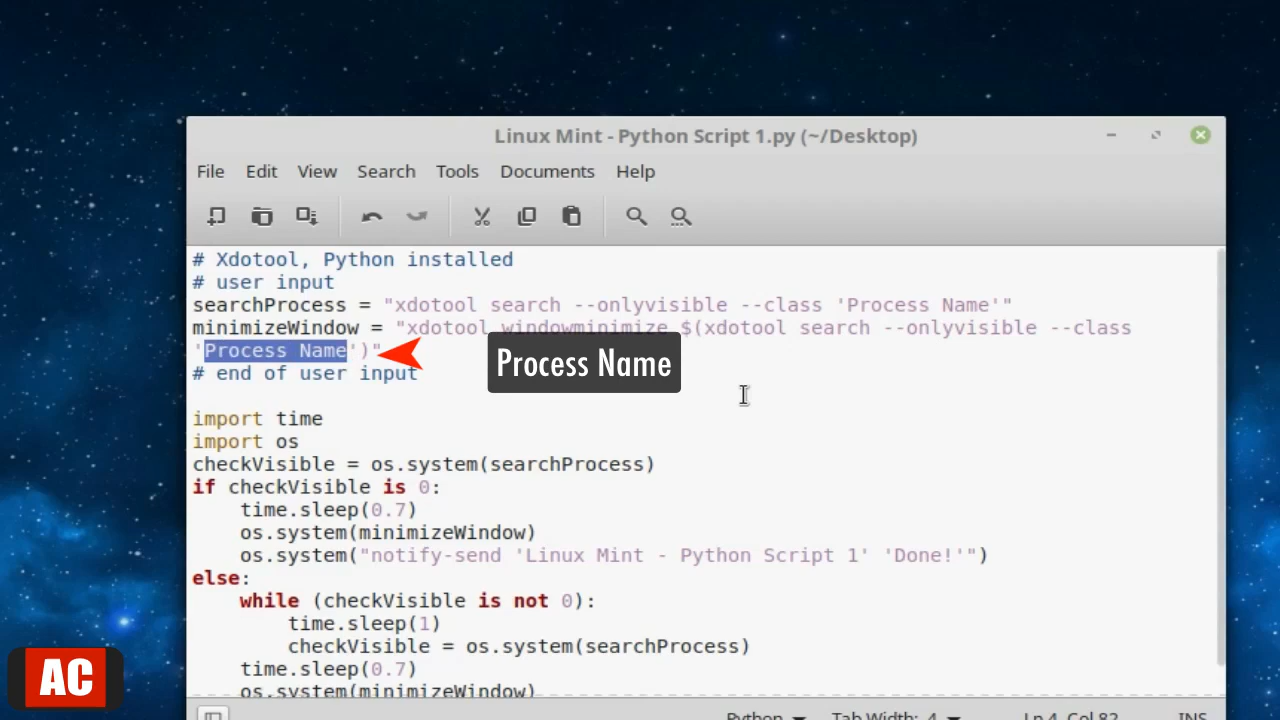 Linux Mint - Python Script 1.py (~/Desktop)
File Edit View Search Tools Documents Help
# Xdotool, Python installed
# user input
searchProcess = "xdotool search --onlyvisible --class 'Process Name'"
minimizeWindow = "xdotool windowminimize $(xdotool search --onlyvisible --class
'Process Name')"
Process Name
# end of user input
import time
import os
checkVisible = os.system(searchProcess)
if checkVisible is 0:
    time.sleep(0.7)
    os.system(minimizeWindow)
    os.system("notify-send 'Linux Mint - Python Script 1' 'Done!'")
else:
    while (checkVisible is not 0):
        time.sleep(1)
        checkVisible = os.system(searchProcess)
    time.sleep(0.7)
    os.system(minimizeWindow)
AC
Python Tab Width: 4 Ln 4, Col 82 INS